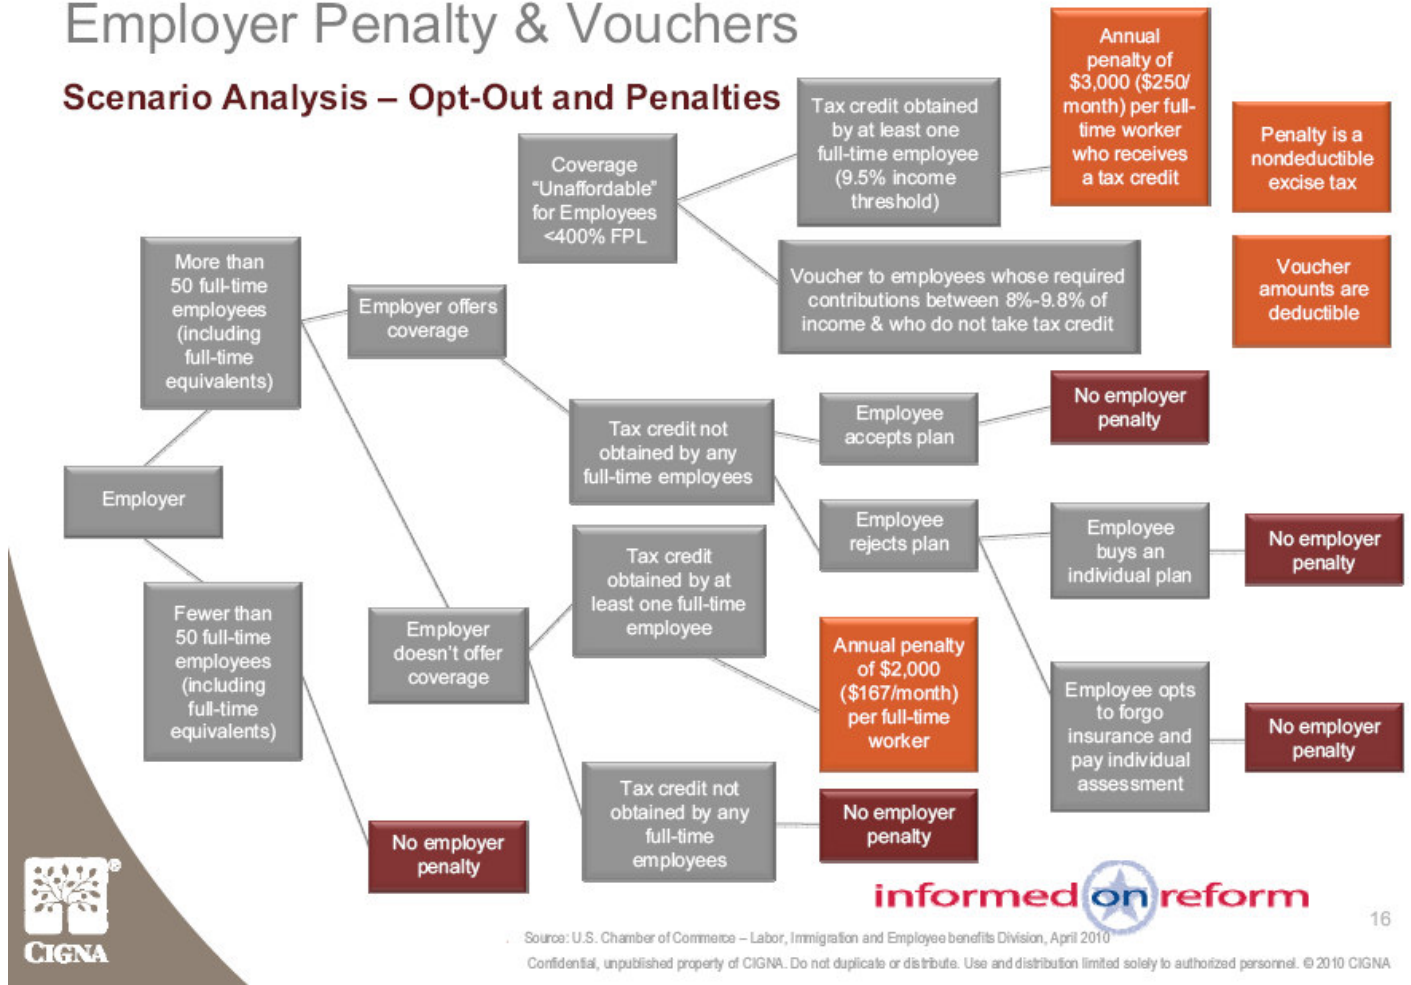 Employer Penalty & Vouchers
Scenario Analysis – Opt-Out and Penalties
Annual
penalty of
$3,000 ($250/
month) per full-
time worker
who receives
a tax credit
Tax credit obtained
by at least one
full-time employee
(9.5% income
threshold)
Penalty is a
nondeductible
excise tax
Coverage
“Unaffordable”
for Employees
<400% FPL
Voucher to employees whose required
contributions between 8%-9.8% of
income & who do not take tax credit
Voucher
amounts are
deductible
More than
50 full-time
employees
(including
full-time
equivalents)
Employer offers
coverage
Tax credit not
obtained by any
full-time employees
Employee
accepts plan
No employer
penalty
Employer
Employee
rejects plan
Employee
buys an
individual plan
No employer
penalty
Tax credit
obtained by at
least one full-time
employee
Fewer than
50 full-time
employees
(including
full-time
equivalents)
Employer
doesn't offer
coverage
Annual penalty
of $2,000
($167/month)
per full-time
worker
Employee opts
to forgo
insurance and
pay individual
assessment
No employer
penalty
Tax credit not
obtained by any
full-time
employees
No employer
penalty
No employer
penalty
informed on reform
16
CIGNA
®
Source: U.S. Chamber of Commerce – Labor, Immigration and Employee benefits Division, April 2010
Confidential, unpublished property of CIGNA. Do not duplicate or distribute. Use and distribution limited solely to authorized personnel. © 2010 CIGNA